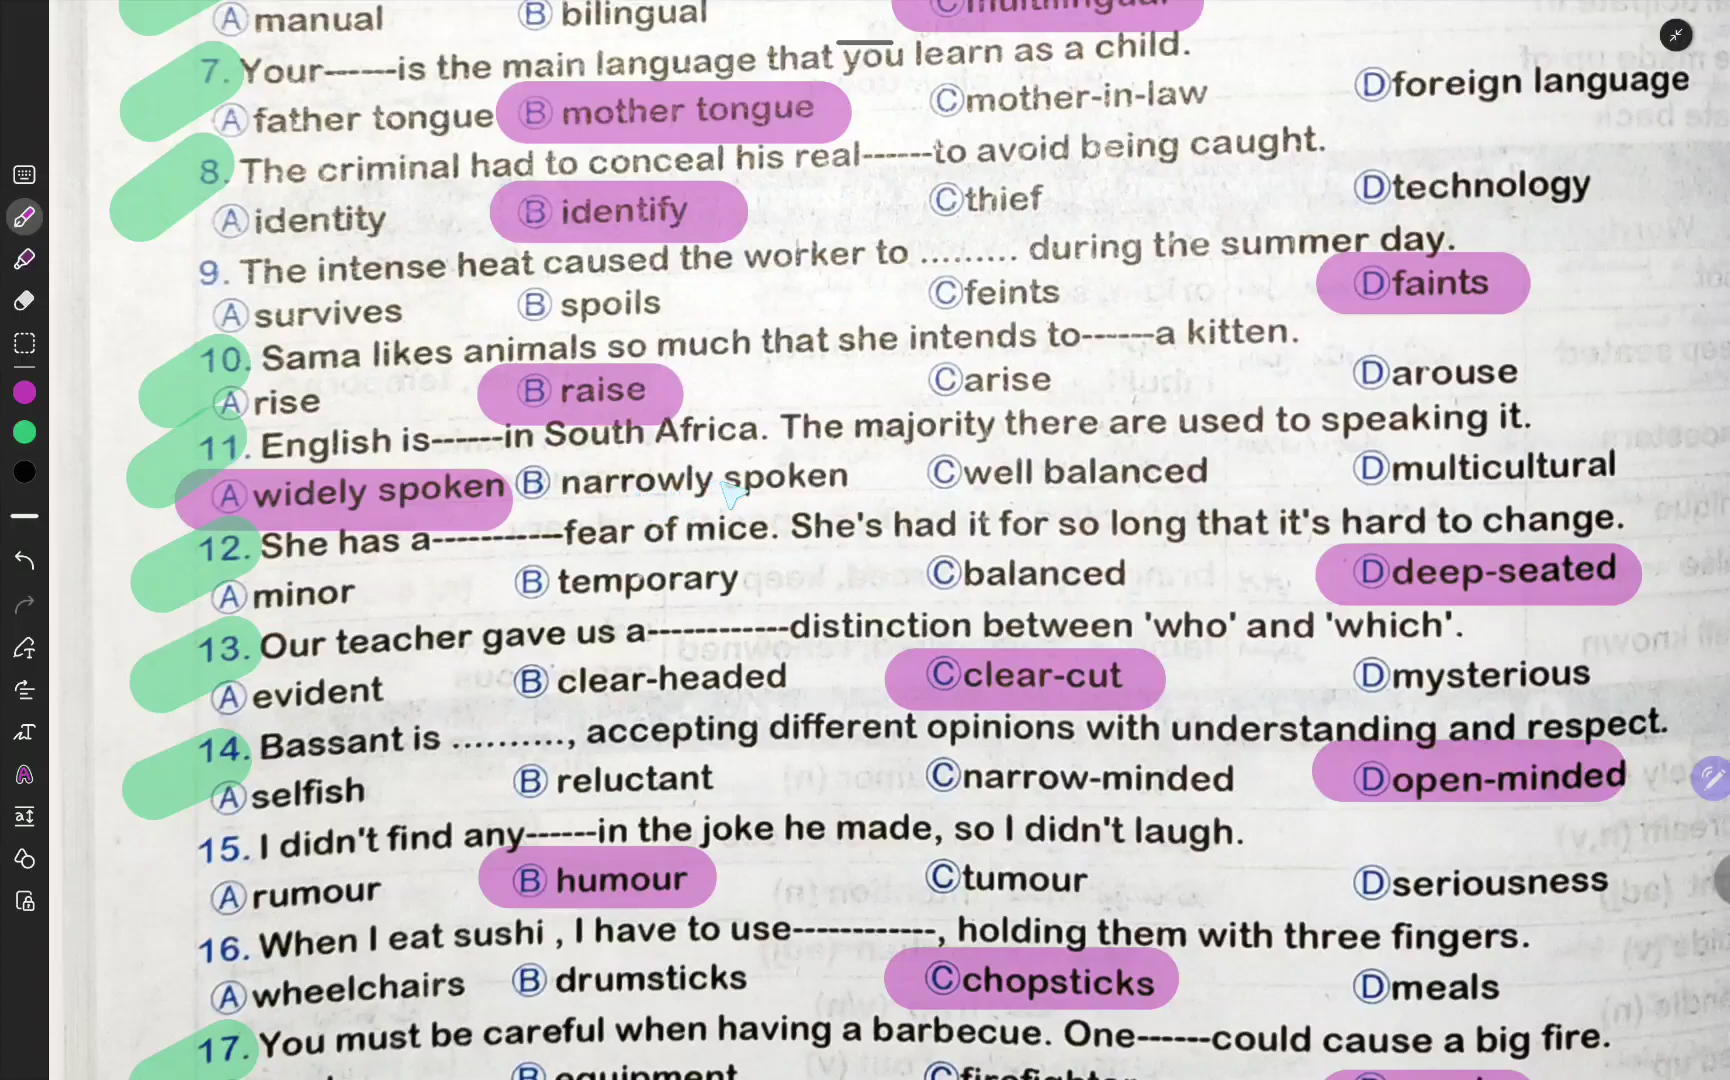 A manual B bilingual C multilingual
7. Your------is the main language that you learn as a child.
A father tongue B mother tongue C mother-in-law D foreign language
8. The criminal had to conceal his real------to avoid being caught.
A identity B identify C thief D technology
9. The intense heat caused the worker to ......... during the summer day.
A survives B spoils C feints D faints
10. Sama likes animals so much that she intends to------a kitten.
A rise B raise C arise D arouse
11. English is------in South Africa. The majority there are used to speaking it.
A widely spoken B narrowly spoken C well balanced D multicultural
12. She has a-----------fear of mice. She's had it for so long that it's hard to change.
A minor B temporary C balanced D deep-seated
13. Our teacher gave us a------------distinction between 'who' and 'which'.
A evident B clear-headed C clear-cut D mysterious
14. Bassant is .........., accepting different opinions with understanding and respect.
A selfish B reluctant C narrow-minded D open-minded
15. I didn't find any------in the joke he made, so I didn't laugh.
A rumour B humour C tumour D seriousness
16. When I eat sushi , I have to use------------, holding them with three fingers.
A wheelchairs B drumsticks C chopsticks D meals
17. You must be careful when having a barbecue. One------could cause a big fire.
B equipment C firefighter